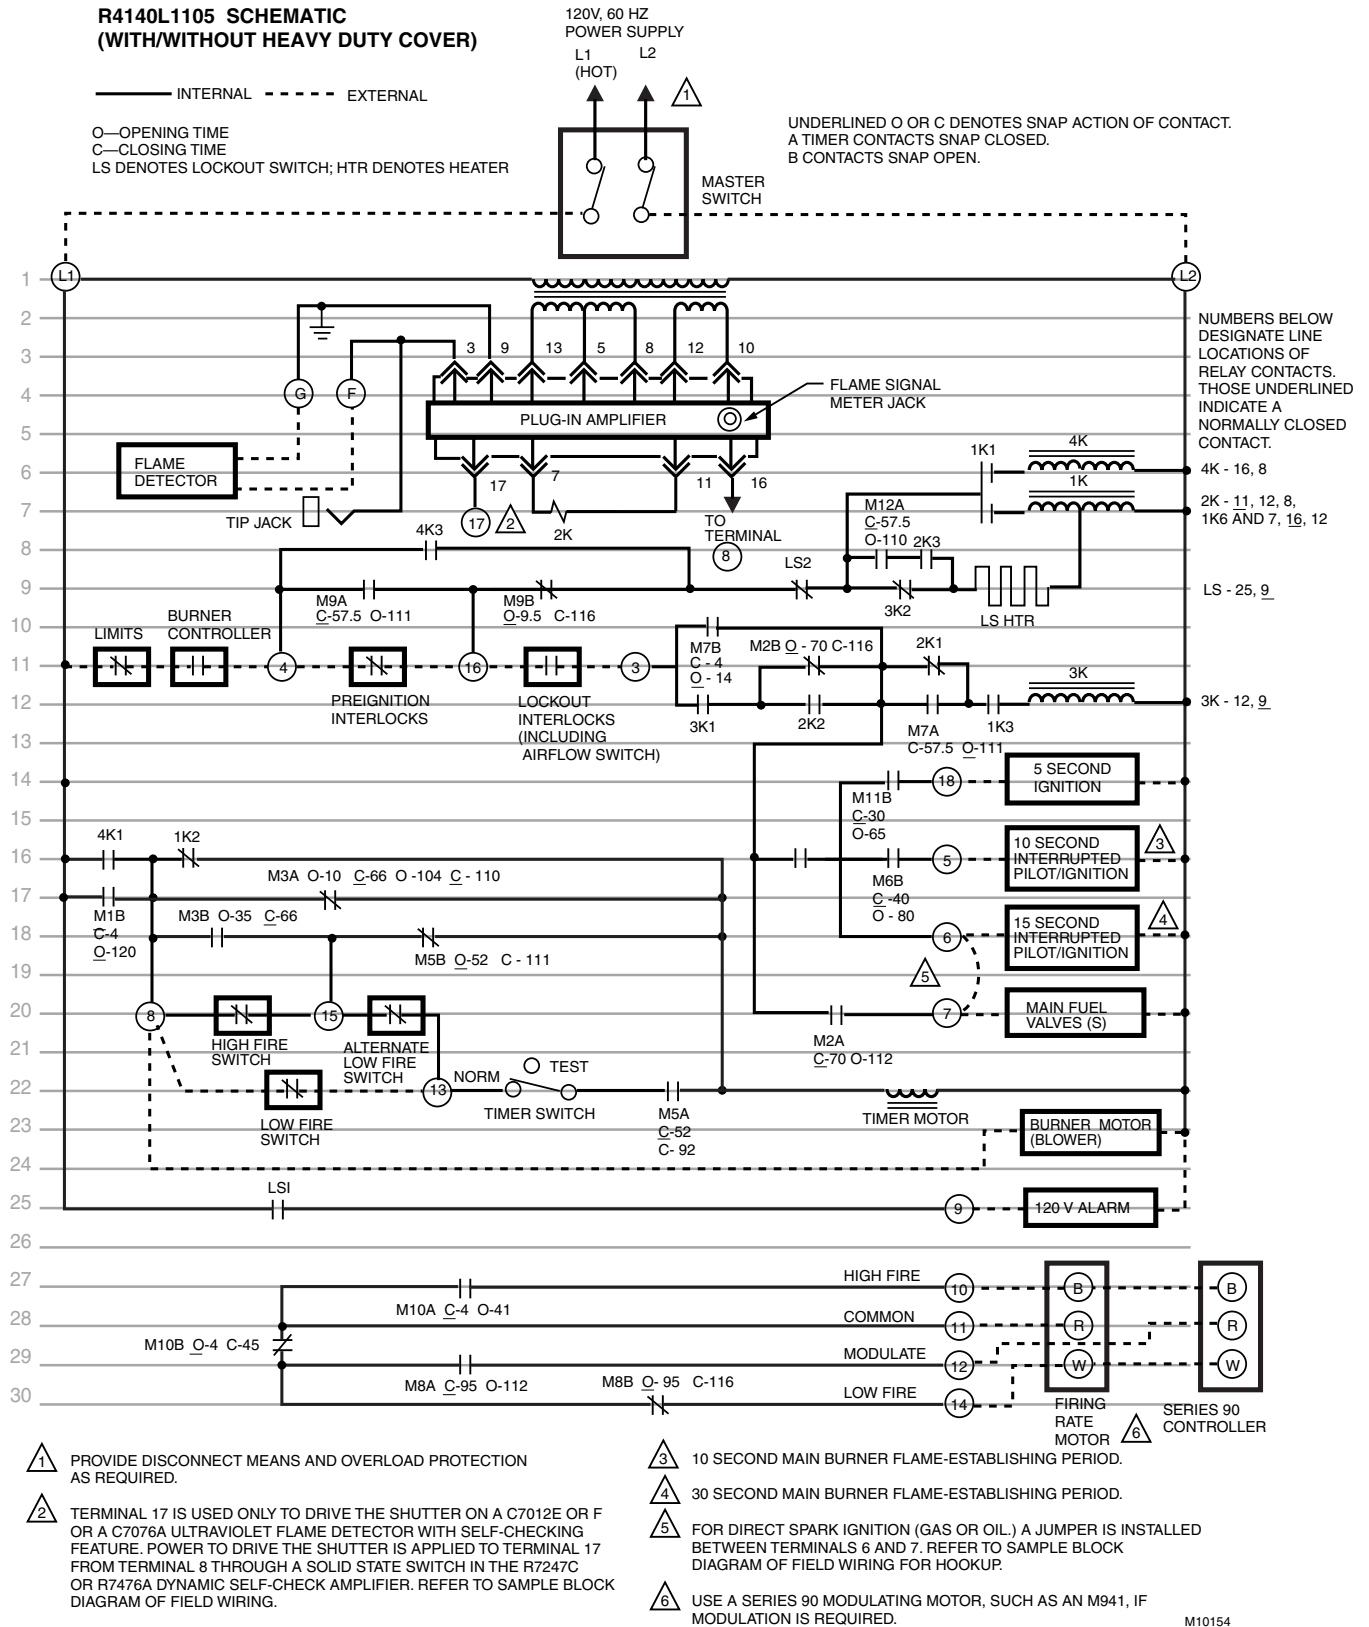 R4140L1105 SCHEMATIC
(WITH/WITHOUT HEAVY DUTY COVER)
120V, 60 HZ
POWER SUPPLY
L1
(HOT)
L2
1
INTERNAL
EXTERNAL
O—OPENING TIME
C—CLOSING TIME
LS DENOTES LOCKOUT SWITCH; HTR DENOTES HEATER
UNDERLINED O OR C DENOTES SNAP ACTION OF CONTACT.
A TIMER CONTACTS SNAP CLOSED.
B CONTACTS SNAP OPEN.
MASTER
SWITCH
1
L1
L2
2
NUMBERS BELOW
DESIGNATE LINE
LOCATIONS OF
RELAY CONTACTS.
THOSE UNDERLINED
INDICATE A
NORMALLY CLOSED
CONTACT.
3
3 9 13 5 8 12 10
4
G F
FLAME SIGNAL
METER JACK
PLUG-IN AMPLIFIER
5
FLAME
DETECTOR
6
17 7 11 16
1K1
4K
4K - 16, 8
1K
2K - 11, 12, 8,
1K6 AND 7, 16, 12
7
TIP JACK
17
2
2K
TO
TERMINAL
8
M12A
C-57.5
O-110
2K3
8
4K3
LS2
9
M9A
C-57.5 O-111
M9B
O-9.5 C-116
3K2
LS HTR
LS - 25, 9
10
LIMITS
BURNER
CONTROLLER
M7B
C - 4
O - 14
M2B O - 70 C-116
2K1
11
4 16 3
PREIGNITION
INTERLOCKS
LOCKOUT
INTERLOCKS
(INCLUDING
AIRFLOW SWITCH)
3K
12
3K1
2K2
M7A
C-57.5 O-111
1K3
3K - 12, 9
13
14
M11B
C-30
O-65
18
5 SECOND
IGNITION
15
16
4K1
1K2
5
10 SECOND
INTERRUPTED
PILOT/IGNITION
3
M3A O-10 C-66 O -104 C - 110
M6B
C -40
O - 80
17
M1B
C-4
O-120
M3B O-35 C-66
18
M5B O-52 C - 111
6
15 SECOND
INTERRUPTED
PILOT/IGNITION
4
19
5
20
8
15
HIGH FIRE
SWITCH
ALTERNATE
LOW FIRE
SWITCH
M2A
C-70 O-112
7
MAIN FUEL
VALVES (S)
21
22
LOW FIRE
SWITCH
13
NORM
TEST
TIMER SWITCH
M5A
C-52
C- 92
TIMER MOTOR
23
BURNER MOTOR
(BLOWER)
24
25
LSI
9
120 V ALARM
26
27
M10A C-4 O-41
HIGH FIRE
10
B
B
28
M10B O-4 C-45
COMMON
11
R
R
29
M8A C-95 O-112
MODULATE
12
W
W
30
M8B O- 95 C-116
LOW FIRE
14
FIRING
RATE
MOTOR
6
SERIES 90
CONTROLLER
1 PROVIDE DISCONNECT MEANS AND OVERLOAD PROTECTION
AS REQUIRED.
2 TERMINAL 17 IS USED ONLY TO DRIVE THE SHUTTER ON A C7012E OR F
OR A C7076A ULTRAVIOLET FLAME DETECTOR WITH SELF-CHECKING
FEATURE. POWER TO DRIVE THE SHUTTER IS APPLIED TO TERMINAL 17
FROM TERMINAL 8 THROUGH A SOLID STATE SWITCH IN THE R7247C
OR R7476A DYNAMIC SELF-CHECK AMPLIFIER. REFER TO SAMPLE BLOCK
DIAGRAM OF FIELD WIRING.
3 10 SECOND MAIN BURNER FLAME-ESTABLISHING PERIOD.
4 30 SECOND MAIN BURNER FLAME-ESTABLISHING PERIOD.
5 FOR DIRECT SPARK IGNITION (GAS OR OIL.) A JUMPER IS INSTALLED
BETWEEN TERMINALS 6 AND 7. REFER TO SAMPLE BLOCK
DIAGRAM OF FIELD WIRING FOR HOOKUP.
6 USE A SERIES 90 MODULATING MOTOR, SUCH AS AN M941, IF
MODULATION IS REQUIRED.
M10154